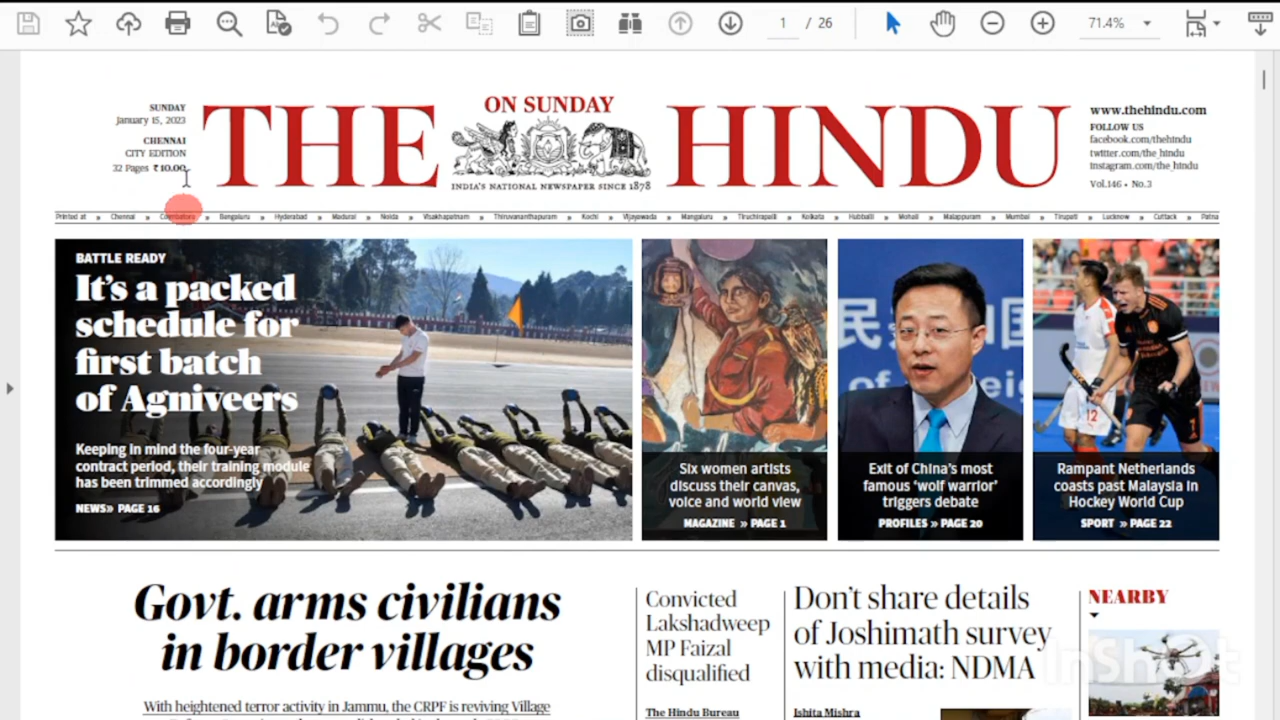 1 / 26
71.4%
SUNDAY
January 15, 2023
CHENNAI
CITY EDITION
32 Pages ₹10.00
THE
ON SUNDAY
INDIA'S NATIONAL NEWSPAPER SINCE 1878
HINDU
www.thehindu.com
FOLLOW US
facebook.com/thehindu
twitter.com/the_hindu
instagram.com/the_hindu
Vol.146 • No.3
Printed at » Chennai » Coimbatore » Bengaluru » Hyderabad » Madurai » Noida » Visakhapatnam » Thiruvananthapuram » Kochi » Vijayawada » Mangaluru » Tiruchirapalli » Kolkata » Hubballi » Mohali » Malappuram » Mumbai » Tirupati » Lucknow » Cuttack » Patna
BATTLE READY
It's a packed
schedule for
first batch
of Agniveers
Keeping in mind the four-year
contract period, their training module
has been trimmed accordingly
NEWS» PAGE 16
Six women artists
discuss their canvas,
voice and world view
MAGAZINE » PAGE 1
民
国
of
eig
Exit of China's most
famous 'wolf warrior'
triggers debate
PROFILES » PAGE 20
12
Rampant Netherlands
coasts past Malaysia in
Hockey World Cup
SPORT » PAGE 22
Govt. arms civilians
in border villages
With heightened terror activity in Jammu, the CRPF is reviving Village
Convicted
Lakshadweep
MP Faizal
disqualified
The Hindu Bureau
Don't share details
of Joshimath survey
with media: NDMA
Ishita Mishra
NEARBY
InShOt